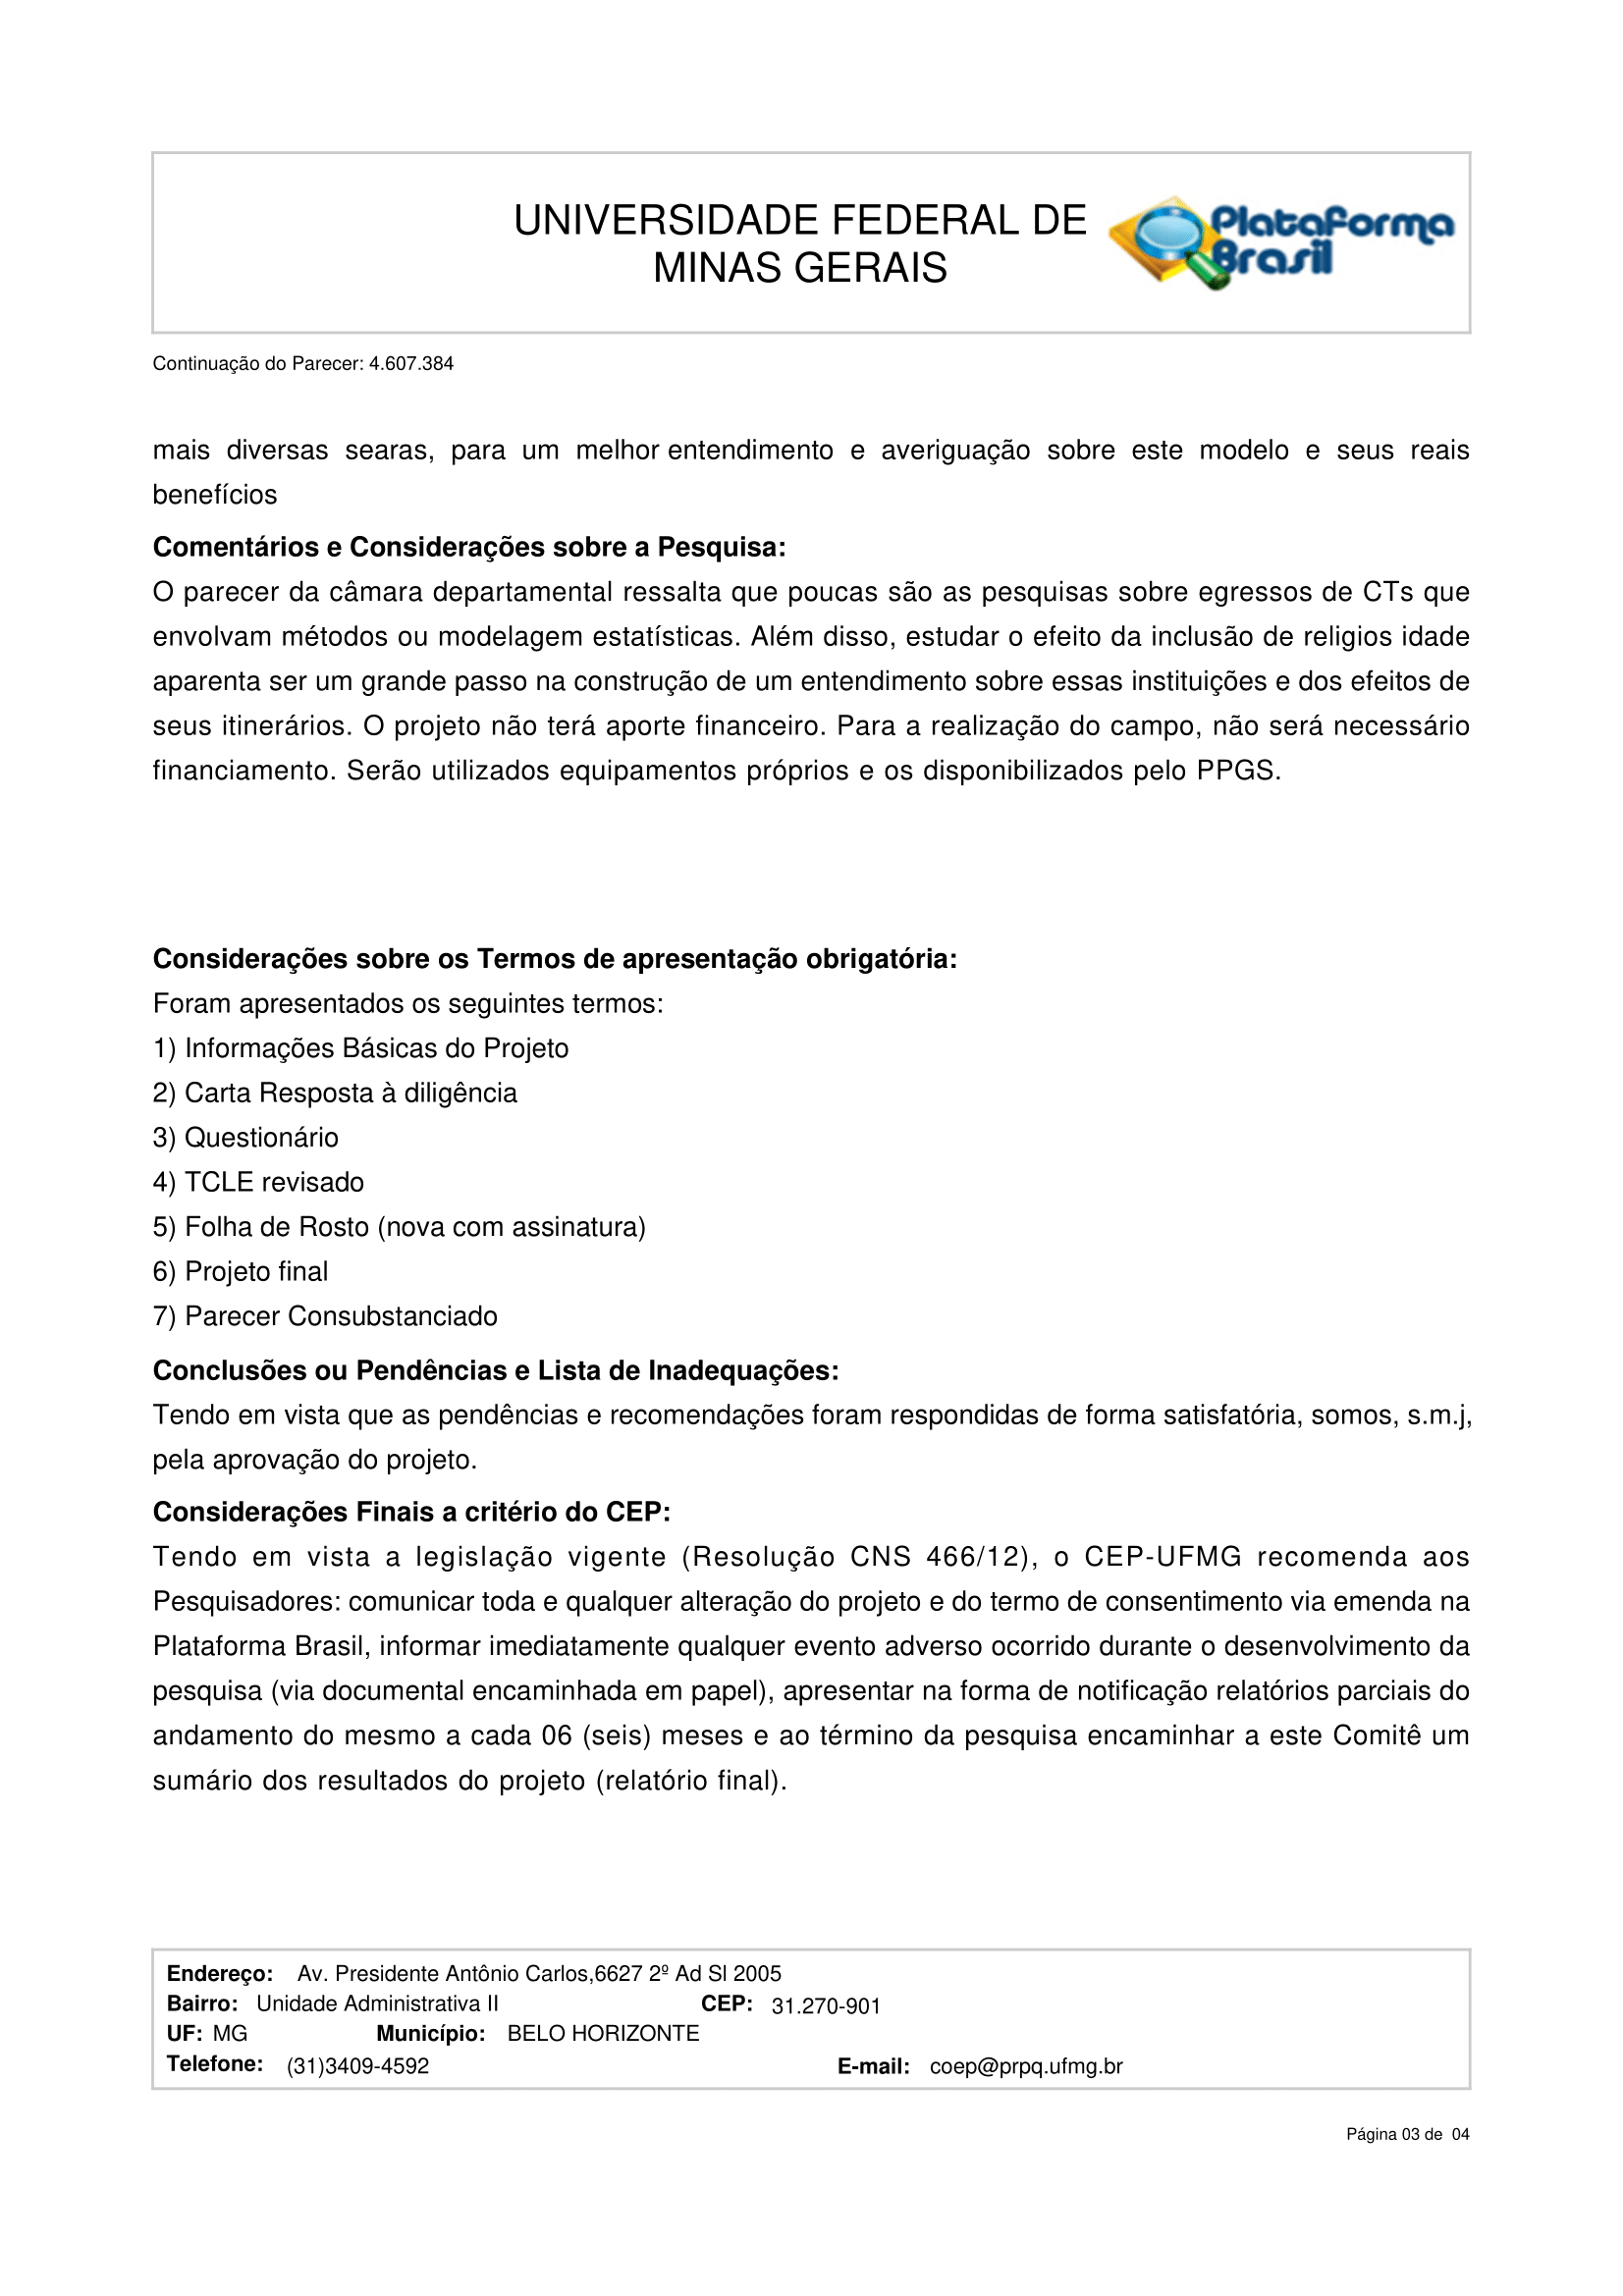 UNIVERSIDADE FEDERAL DE
MINAS GERAIS
Plataforma
Brasil
Continuação do Parecer: 4.607.384
mais diversas searas, para um melhor entendimento e averiguação sobre este modelo e seus reais
benefícios
Comentários e Considerações sobre a Pesquisa:
O parecer da câmara departamental ressalta que poucas são as pesquisas sobre egressos de CTs que
envolvam métodos ou modelagem estatísticas. Além disso, estudar o efeito da inclusão de religios idade
aparenta ser um grande passo na construção de um entendimento sobre essas instituições e dos efeitos de
seus itinerários. O projeto não terá aporte financeiro. Para a realização do campo, não será necessário
financiamento. Serão utilizados equipamentos próprios e os disponibilizados pelo PPGS.
Considerações sobre os Termos de apresentação obrigatória:
Foram apresentados os seguintes termos:
1) Informações Básicas do Projeto
2) Carta Resposta à diligência
3) Questionário
4) TCLE revisado
5) Folha de Rosto (nova com assinatura)
6) Projeto final
7) Parecer Consubstanciado
Conclusões ou Pendências e Lista de Inadequações:
Tendo em vista que as pendências e recomendações foram respondidas de forma satisfatória, somos, s.m.j,
pela aprovação do projeto.
Considerações Finais a critério do CEP:
Tendo em vista a legislação vigente (Resolução CNS 466/12), o CEP-UFMG recomenda aos
Pesquisadores: comunicar toda e qualquer alteração do projeto e do termo de consentimento via emenda na
Plataforma Brasil, informar imediatamente qualquer evento adverso ocorrido durante o desenvolvimento da
pesquisa (via documental encaminhada em papel), apresentar na forma de notificação relatórios parciais do
andamento do mesmo a cada 06 (seis) meses e ao término da pesquisa encaminhar a este Comitê um
sumário dos resultados do projeto (relatório final).
Endereço: Av. Presidente Antônio Carlos,6627 2º Ad Sl 2005
Bairro: Unidade Administrativa II CEP: 31.270-901
UF: MG Município: BELO HORIZONTE
Telefone: (31)3409-4592 E-mail: coep@prpq.ufmg.br
Página 03 de 04